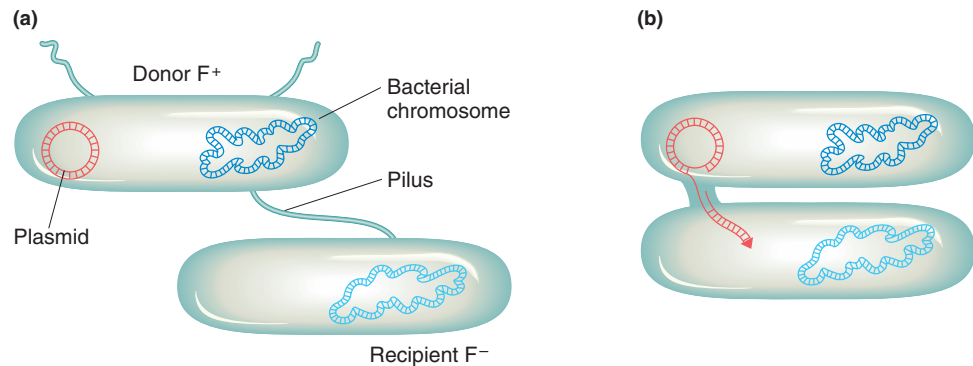 (a)
Donor F+
Bacterial
chromosome
Pilus
Plasmid
Recipient F−
(b)